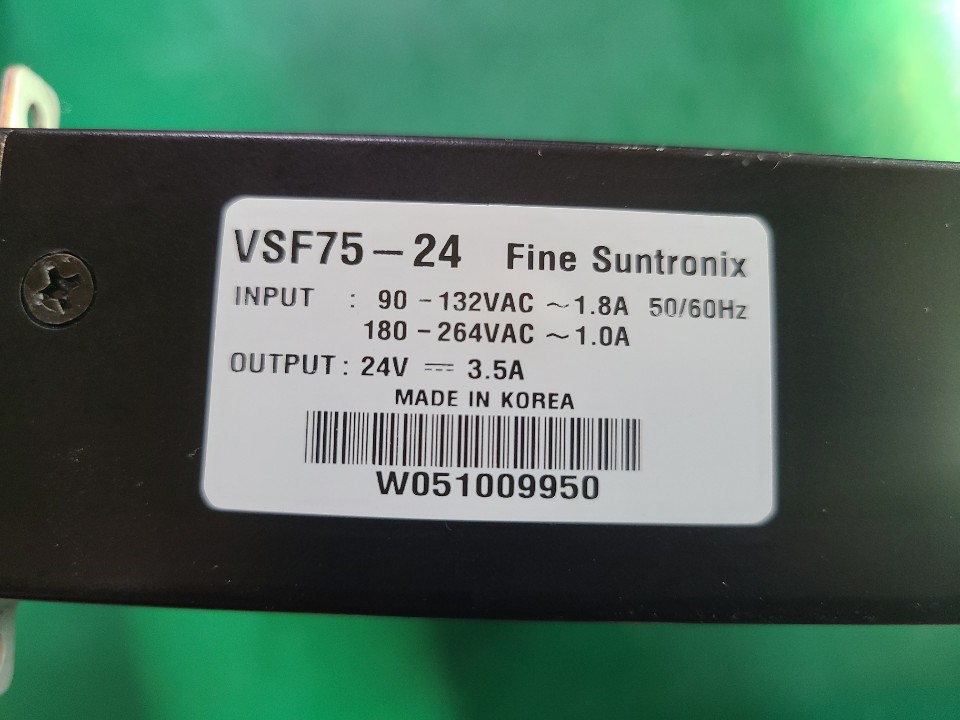 VSF75-24 Fine Suntronix
INPUT : 90 - 132VAC ~1.8A 50/60Hz
180 - 264VAC ~1.0A
OUTPUT : 24V ⎓ 3.5A
MADE IN KOREA
W051009950